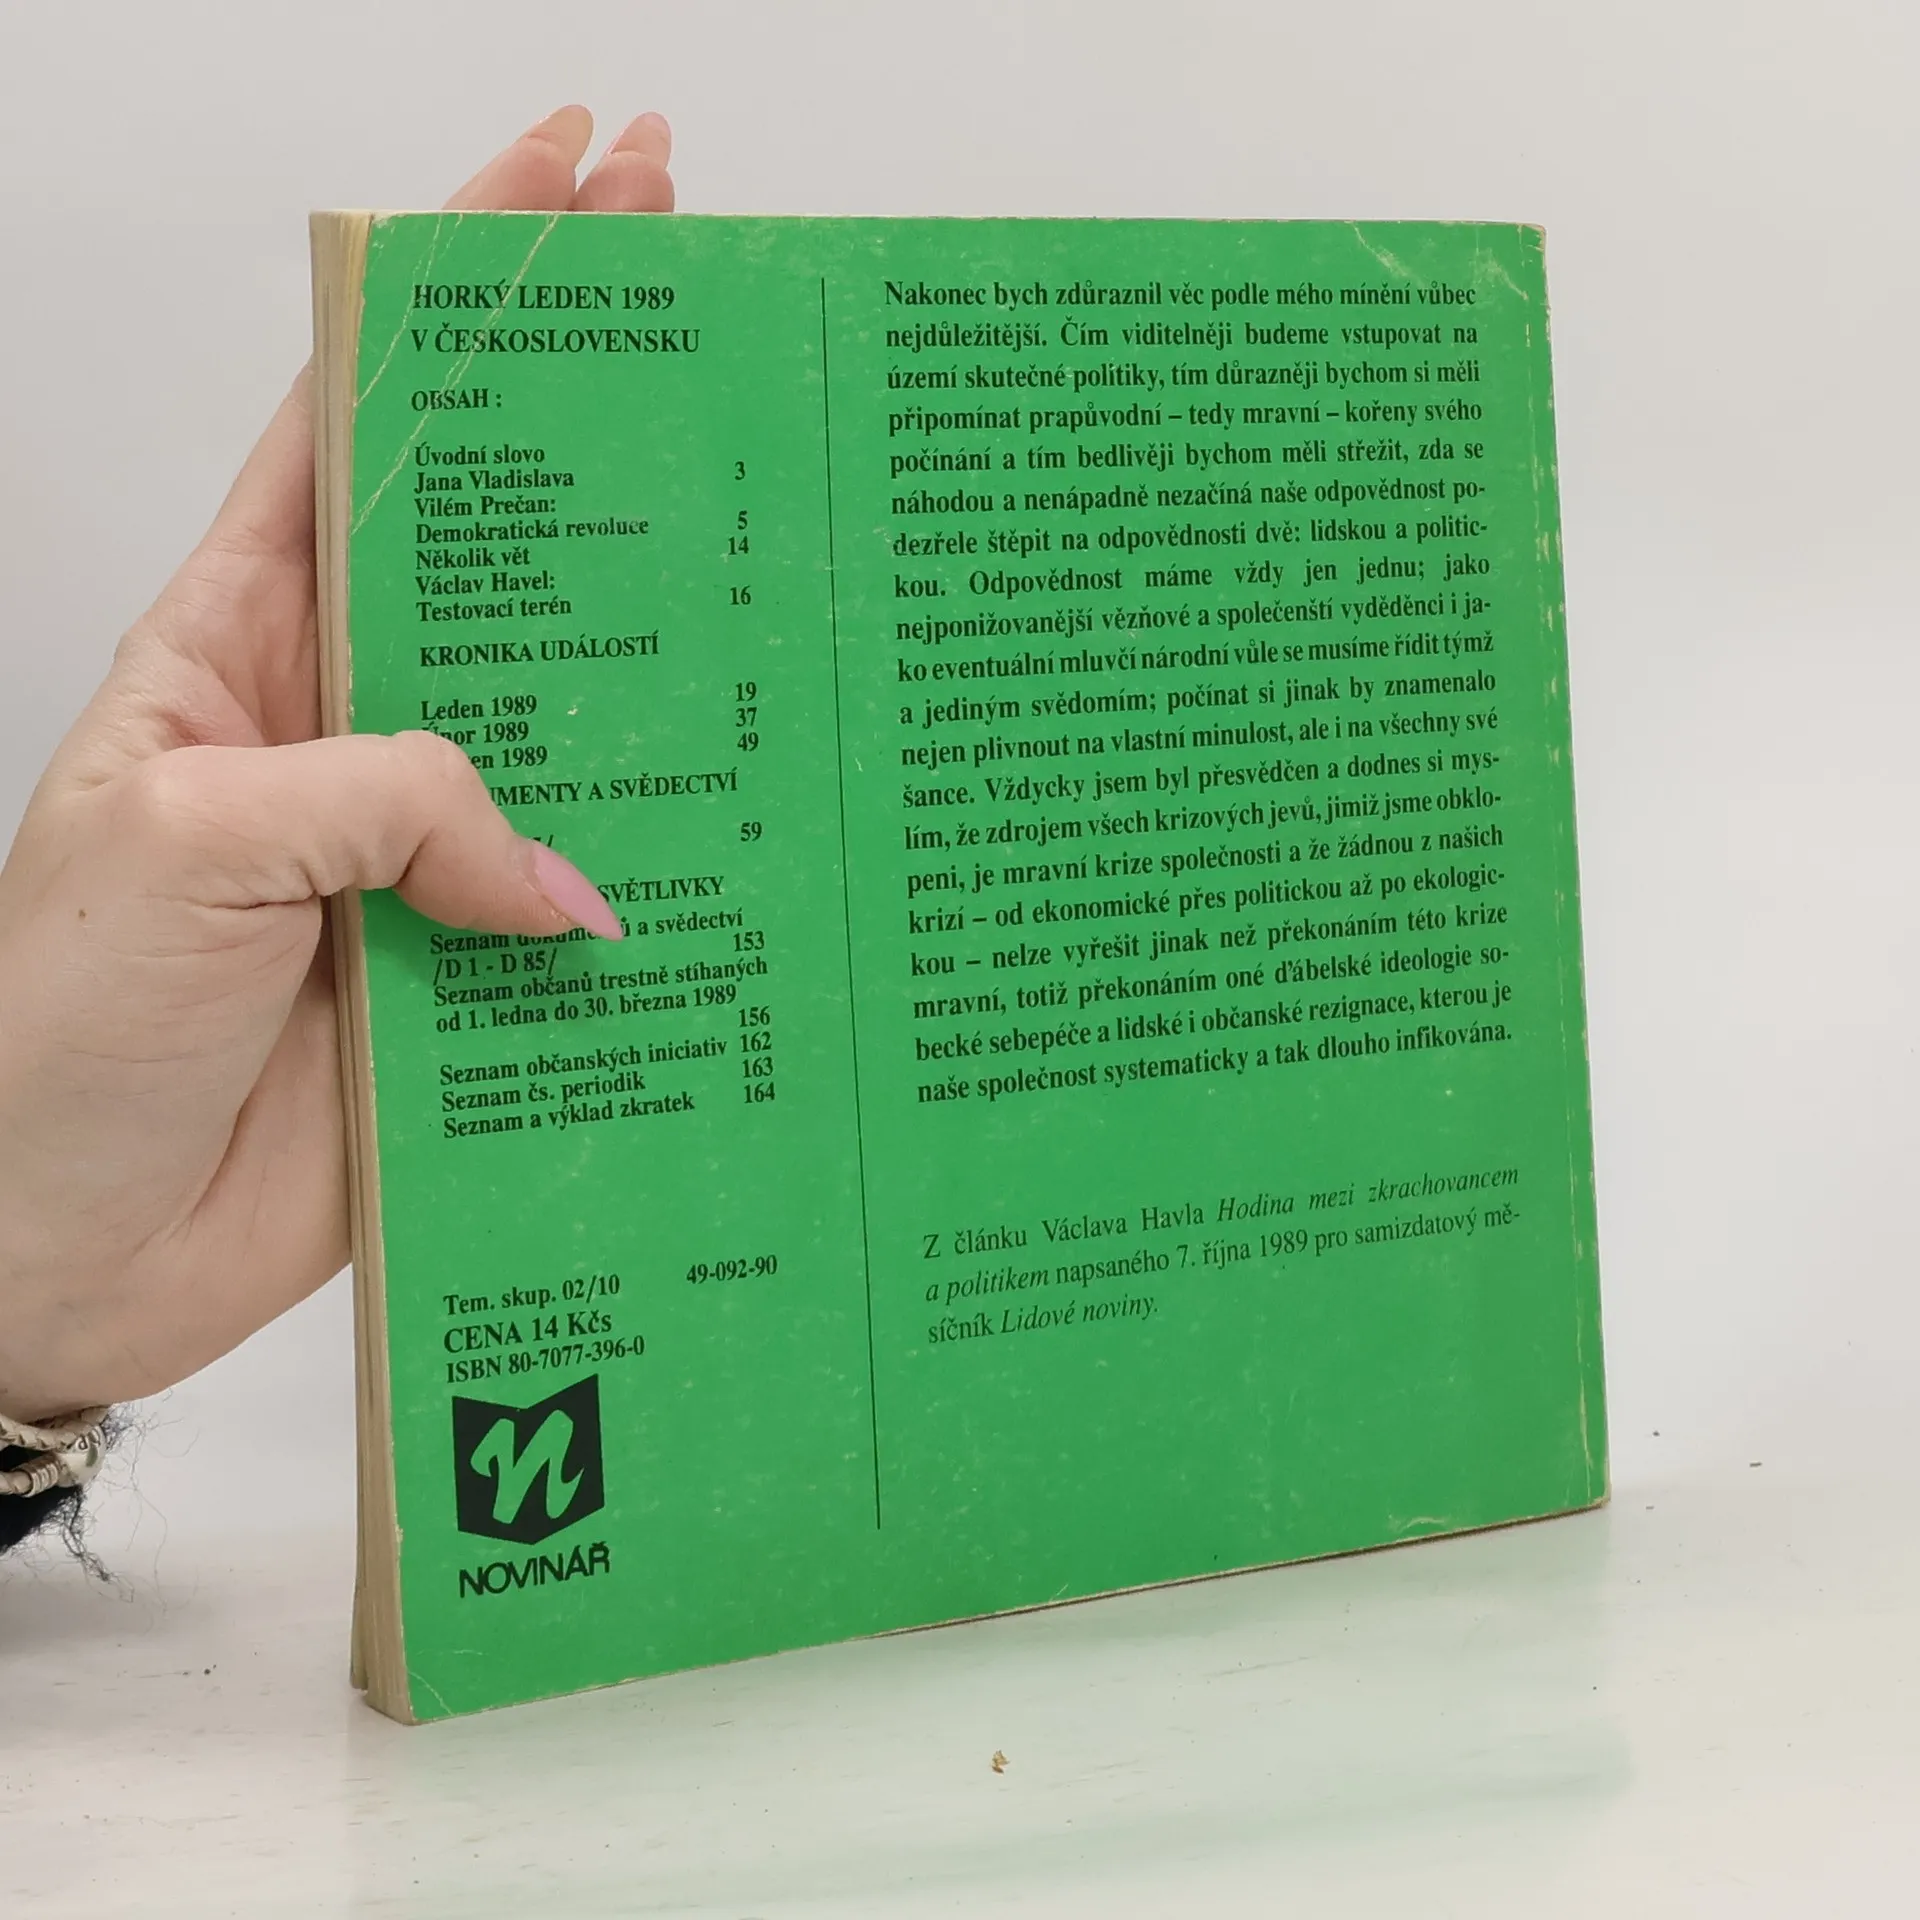 HORKÝ LEDEN 1989
V ČESKOSLOVENSKU
OBSAH :
Úvodní slovo
Jana Vladislava 3
Vilém Prečan:
Demokratická revoluce 5
Několik vět 14
Václav Havel:
Testovací terén 16
KRONIKA UDÁLOSTÍ
Leden 1989 19
Únor 1989 37
en 1989 49
MENTY A SVĚDECTVÍ
59
SVĚTLIVKY
Seznam dokumentů a svědectví
/D 1 - D 85/ 153
Seznam občanů trestně stíhaných
od 1. ledna do 30. března 1989
156
Seznam občanských iniciativ 162
Seznam čs. periodik 163
Seznam a výklad zkratek 164
Tem. skup. 02/10 49-092-90
CENA 14 Kčs
ISBN 80-7077-396-0
n
NOVINÁŘ
Nakonec bych zdůraznil věc podle mého mínění vůbec
nejdůležitější. Čím viditelněji budeme vstupovat na
území skutečné politiky, tím důrazněji bychom si měli
připomínat prapůvodní – tedy mravní – kořeny svého
počínání a tím bedlivěji bychom měli střežit, zda se
náhodou a nenápadně nezačíná naše odpovědnost po-
dezřele štěpit na odpovědnosti dvě: lidskou a politic-
kou. Odpovědnost máme vždy jen jednu; jako
nejponižovanější vězňové a společenští vyděděnci i ja-
ko eventuální mluvčí národní vůle se musíme řídit týmž
a jediným svědomím; počínat si jinak by znamenalo
nejen plivnout na vlastní minulost, ale i na všechny své
šance. Vždycky jsem byl přesvědčen a dodnes si mys-
lím, že zdrojem všech krizových jevů, jimiž jsme obklo-
peni, je mravní krize společnosti a že žádnou z našich
krizí – od ekonomické přes politickou až po ekologic-
kou – nelze vyřešit jinak než překonáním této krize
mravní, totiž překonáním oné ďábelské ideologie so-
becké sebepéče a lidské i občanské rezignace, kterou je
naše společnost systematicky a tak dlouho infikována.
Z článku Václava Havla Hodina mezi zkrachovancem
a politikem napsaného 7. října 1989 pro samizdatový mě-
síčník Lidové noviny.